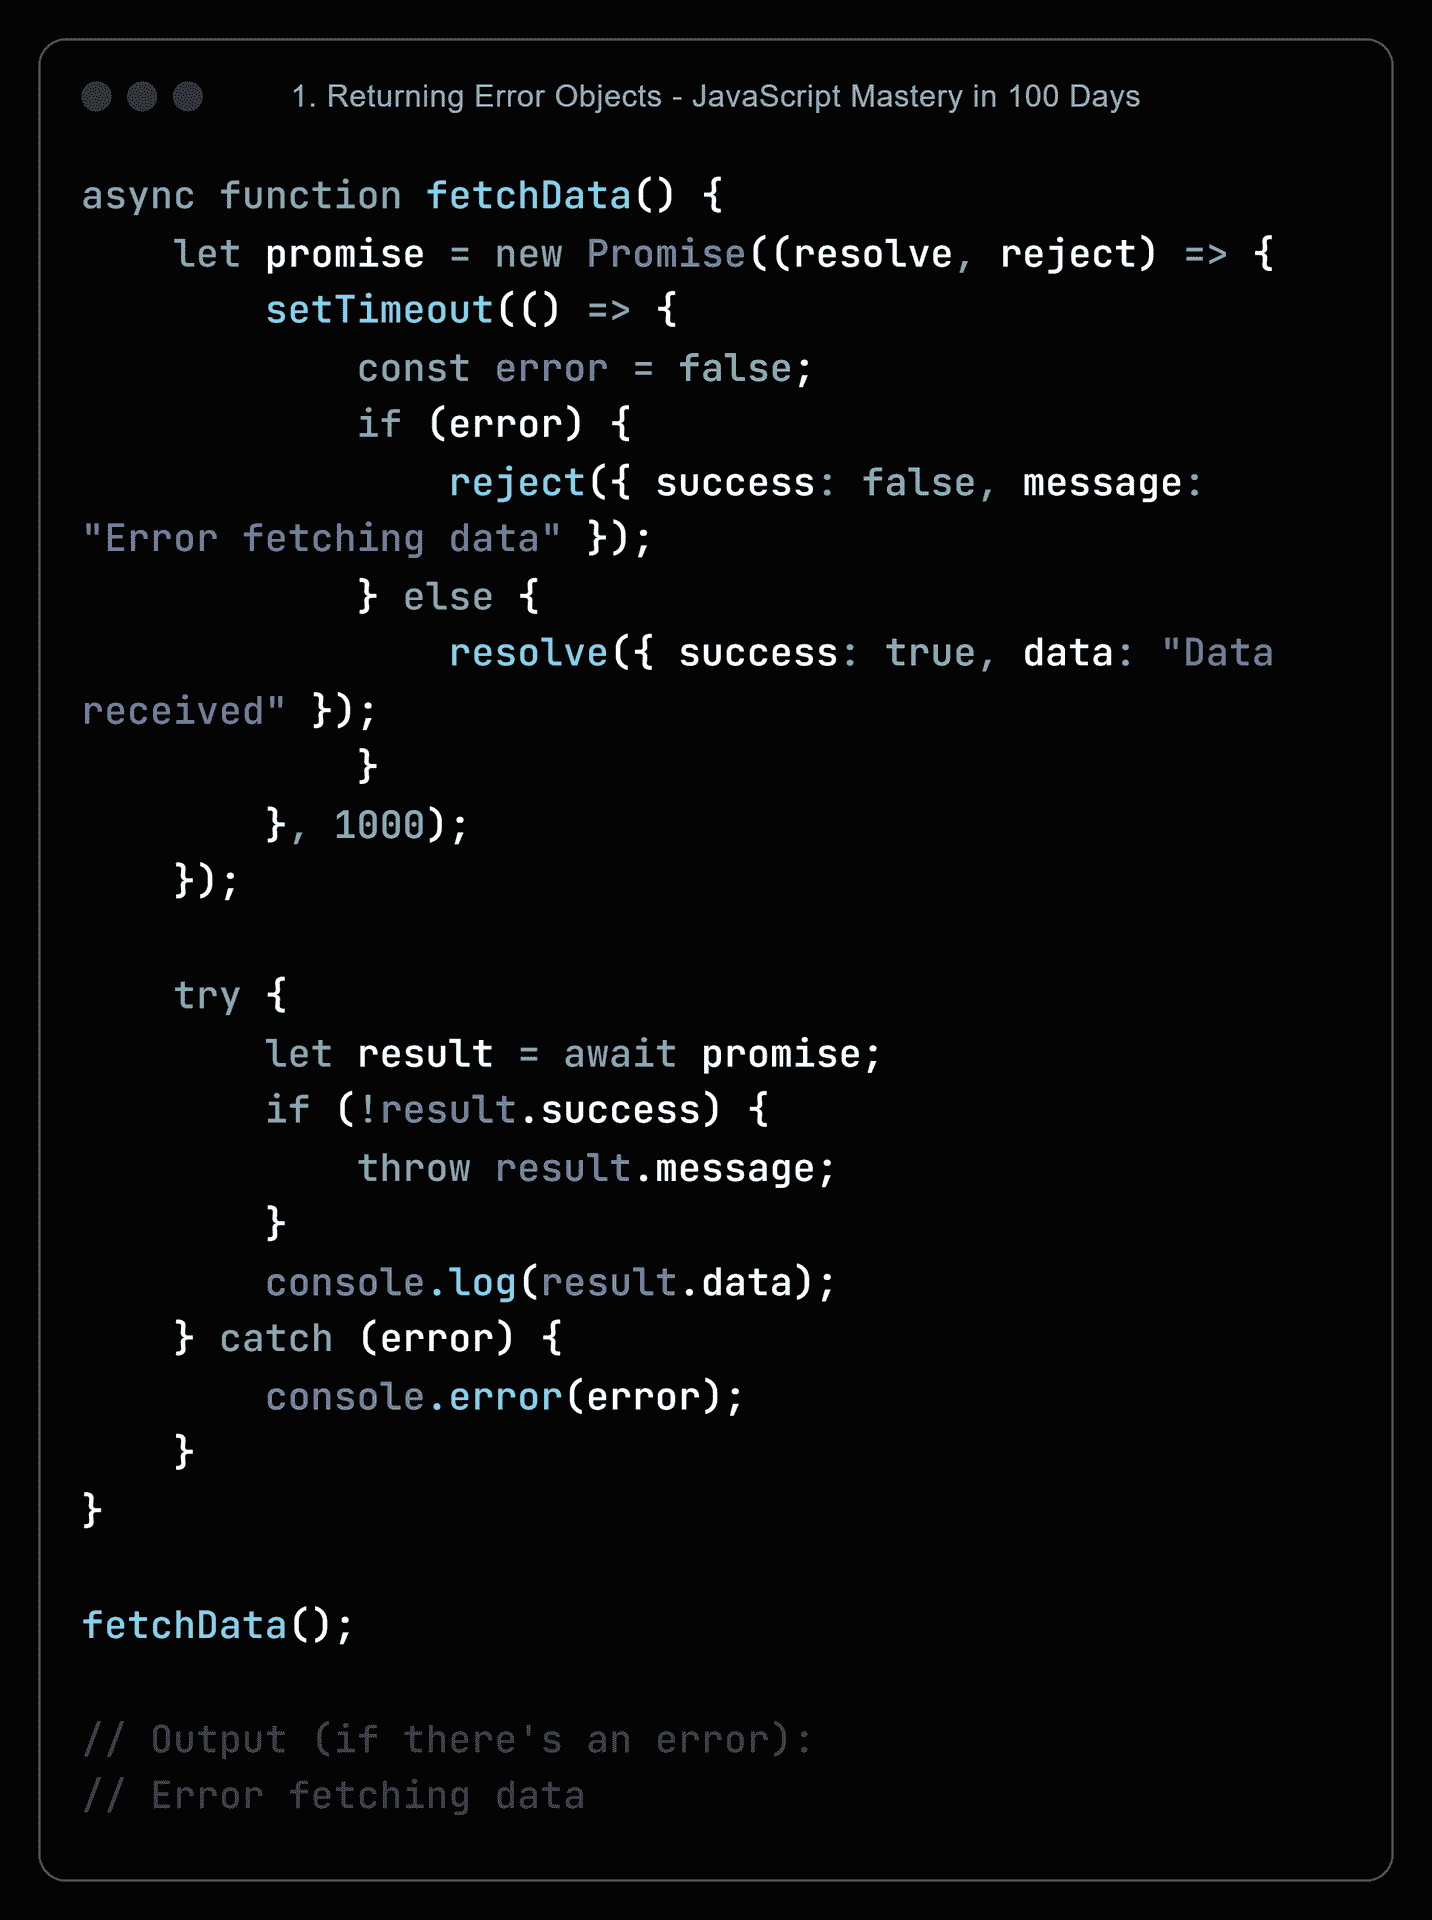 1. Returning Error Objects - JavaScript Mastery in 100 Days
async function fetchData() {
    let promise = new Promise((resolve, reject) => {
        setTimeout(() => {
            const error = false;
            if (error) {
                reject({ success: false, message:
"Error fetching data" });
            } else {
                resolve({ success: true, data: "Data
received" });
            }
        }, 1000);
    });

    try {
        let result = await promise;
        if (!result.success) {
            throw result.message;
        }
        console.log(result.data);
    } catch (error) {
        console.error(error);
    }
}

fetchData();

// Output (if there's an error):
// Error fetching data